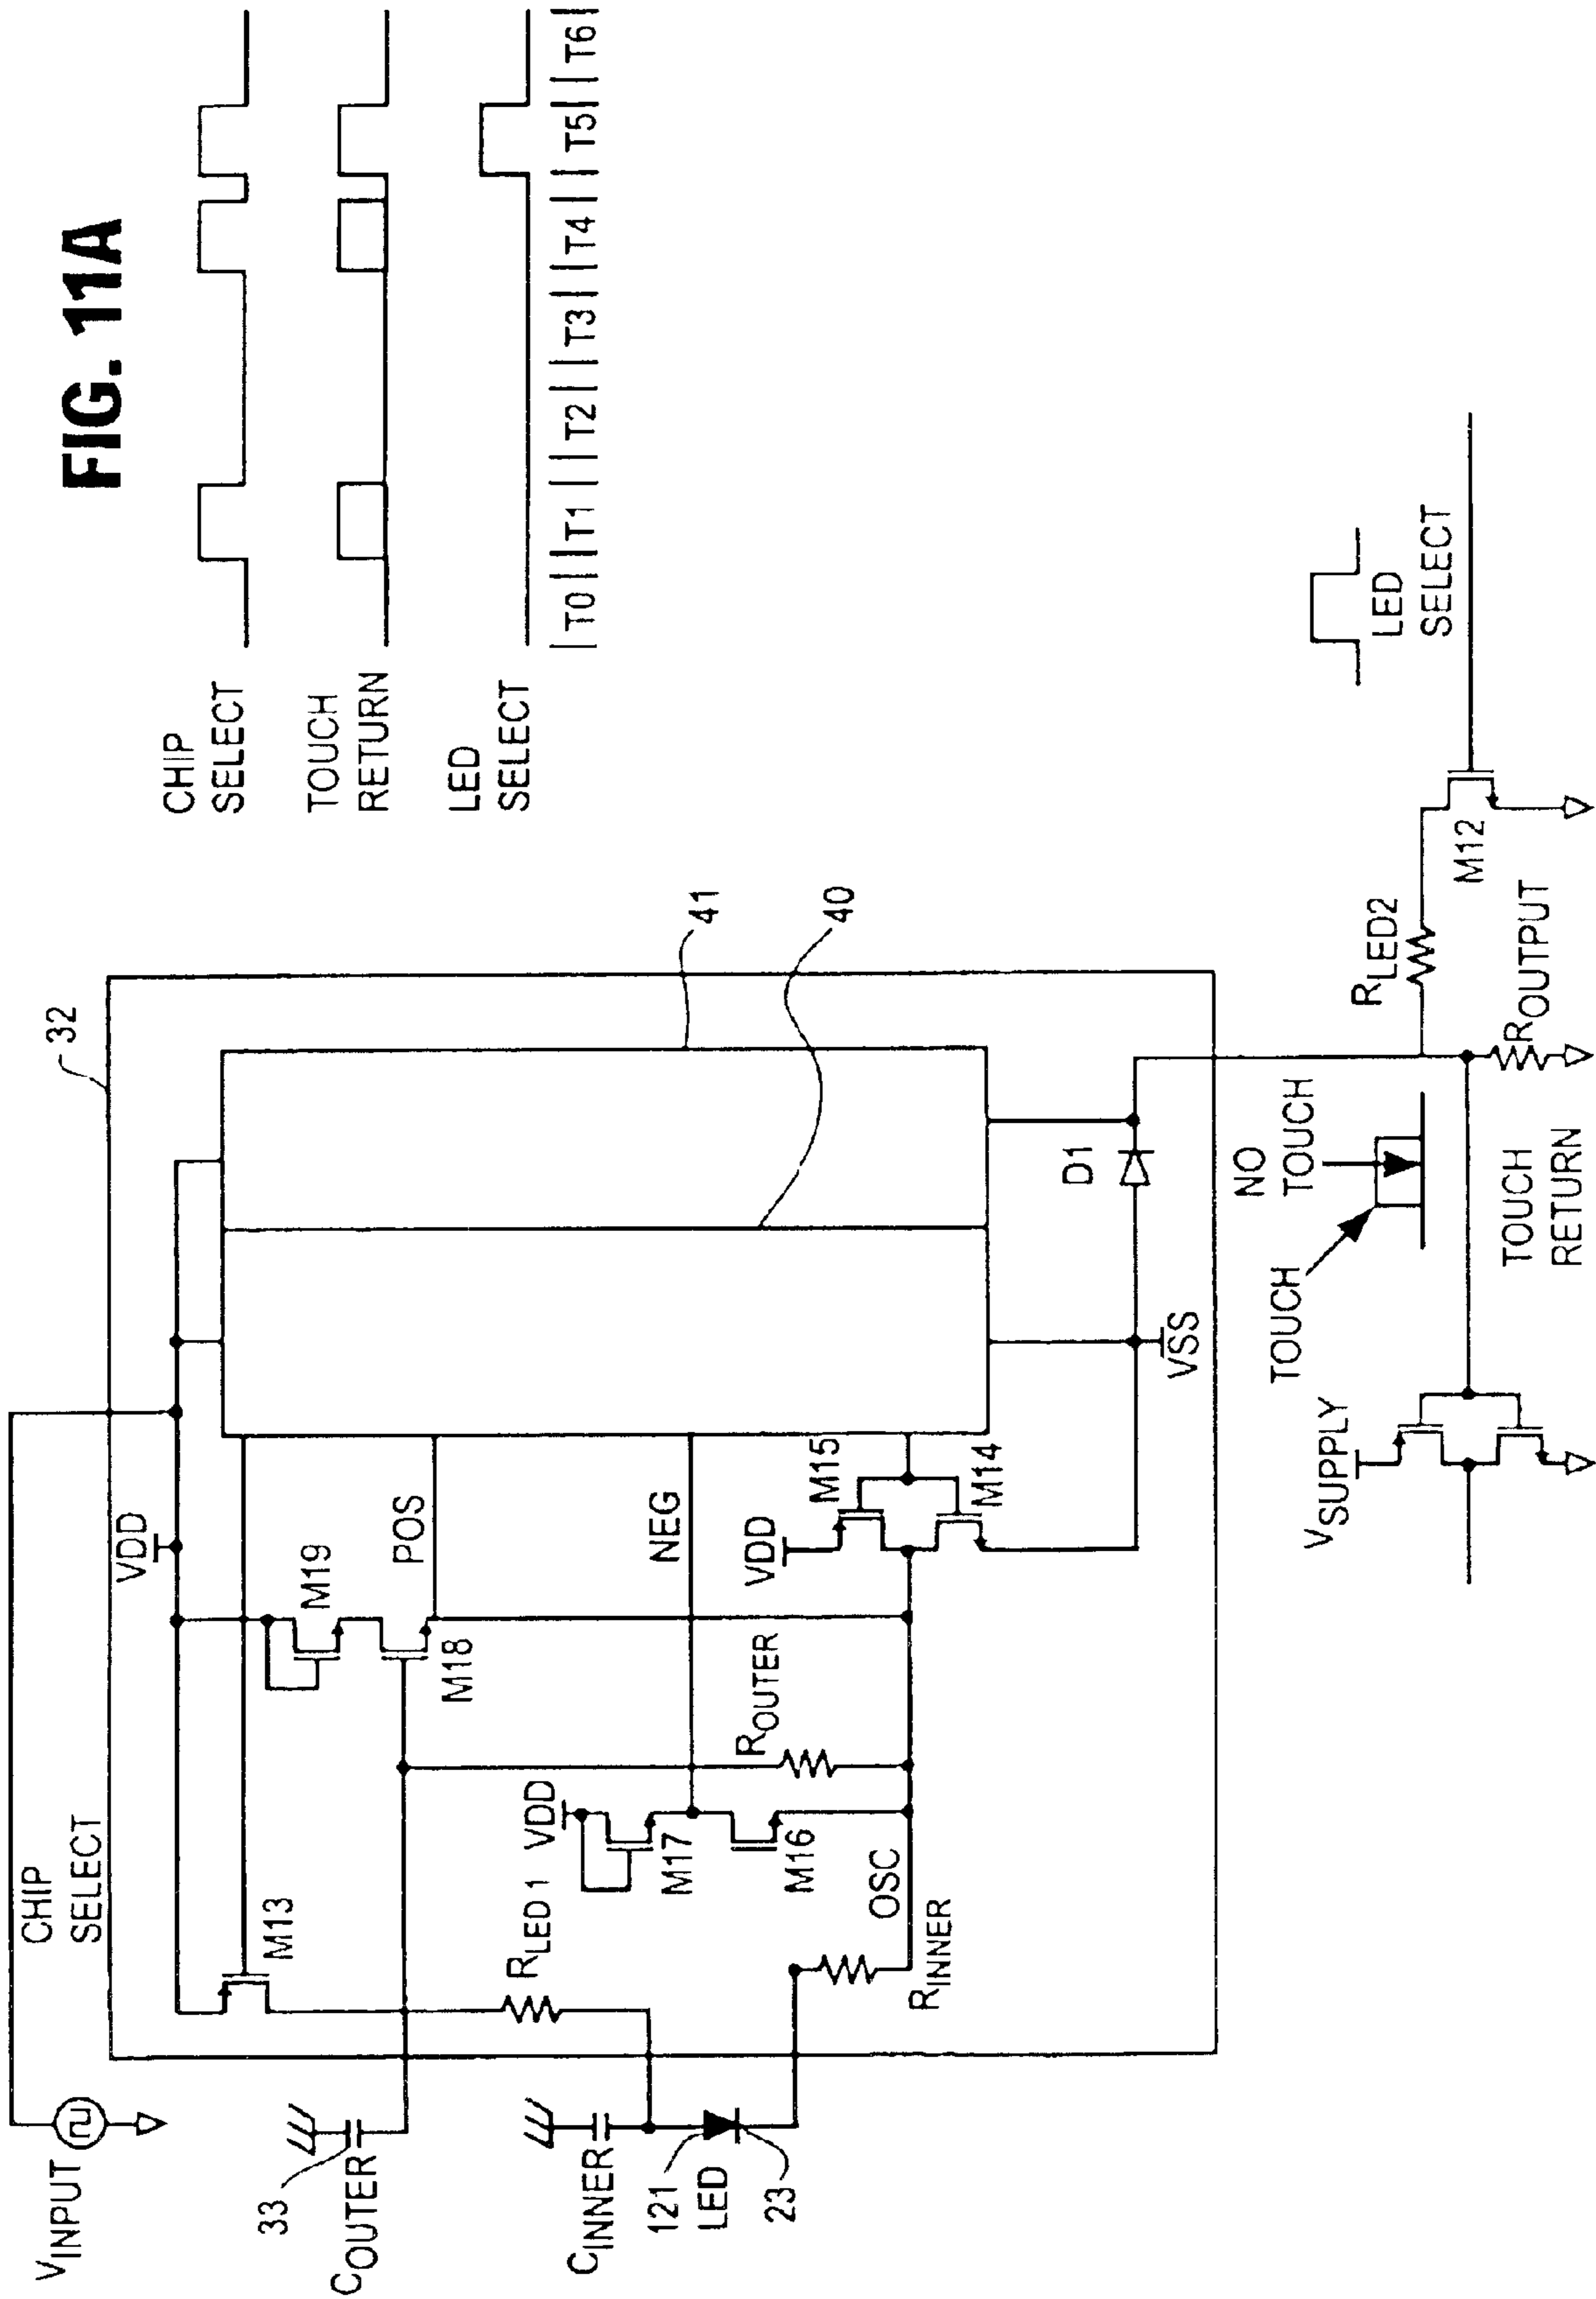 FIG. 11A
CHIP
SELECT
TOUCH
RETURN
LED
SELECT
T0 T1 T2 T3 T4 T5 T6
VINPUT
CHIP
SELECT
32
VDD
M13
M19
33
COUTER
POS
M18
41
40
RLED1
CINNER
121
LED
23
VDD
M17
M16
NEG
ROUTER
OSC
RINNER
VDD
M15
M14
D1
VSS
VSUPPLY
TOUCH
NO
TOUCH
TOUCH
RETURN
RLED2
ROUTPUT
M12
LED
SELECT